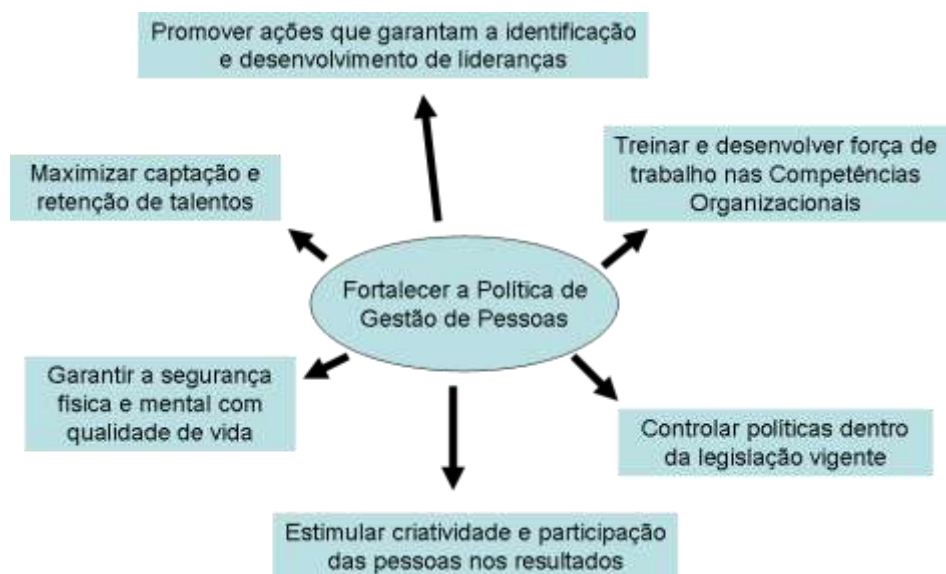 Promover ações que garantam a identificação
e desenvolvimento de lideranças
Maximizar captação e
retenção de talentos
Treinar e desenvolver força de
trabalho nas Competências
Organizacionais
Fortalecer a Política de
Gestão de Pessoas
Garantir a segurança
física e mental com
qualidade de vida
Controlar políticas dentro
da legislação vigente
Estimular criatividade e participação
das pessoas nos resultados